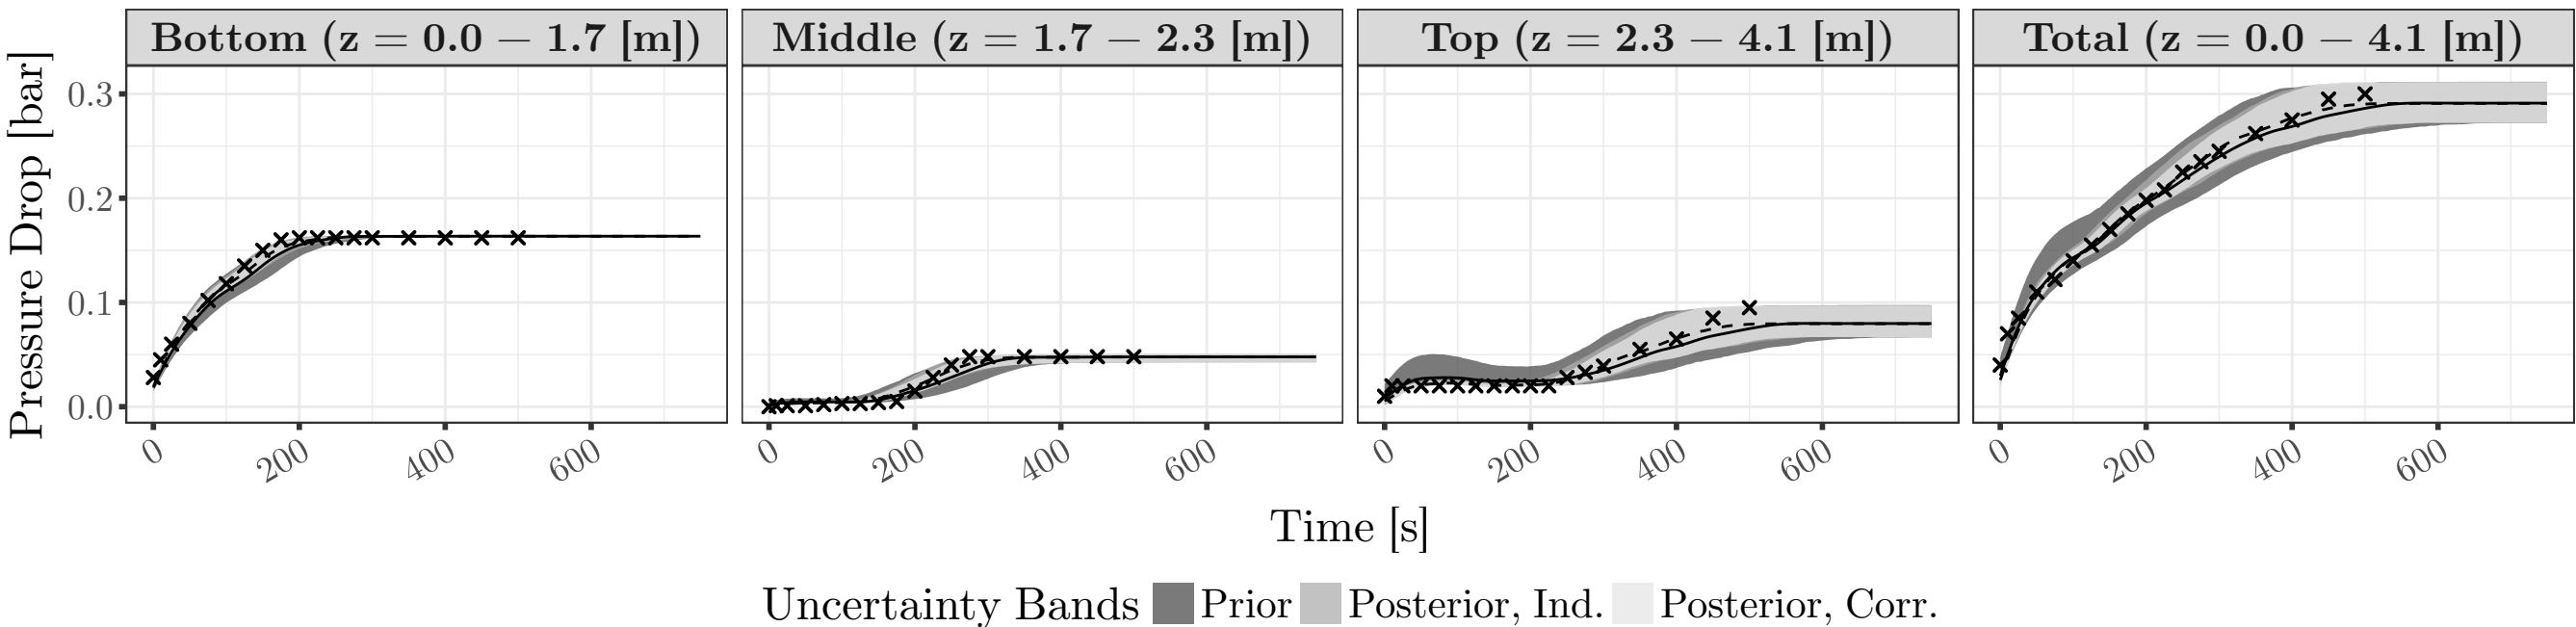 Bottom (z = 0.0 − 1.7 [m])
Middle (z = 1.7 − 2.3 [m])
Top (z = 2.3 − 4.1 [m])
Total (z = 0.0 − 4.1 [m])
Pressure Drop [bar]
0.3
0.2
0.1
0.0
0 200 400 600
0 200 400 600
0 200 400 600
0 200 400 600
Time [s]
Uncertainty Bands Prior Posterior, Ind. Posterior, Corr.